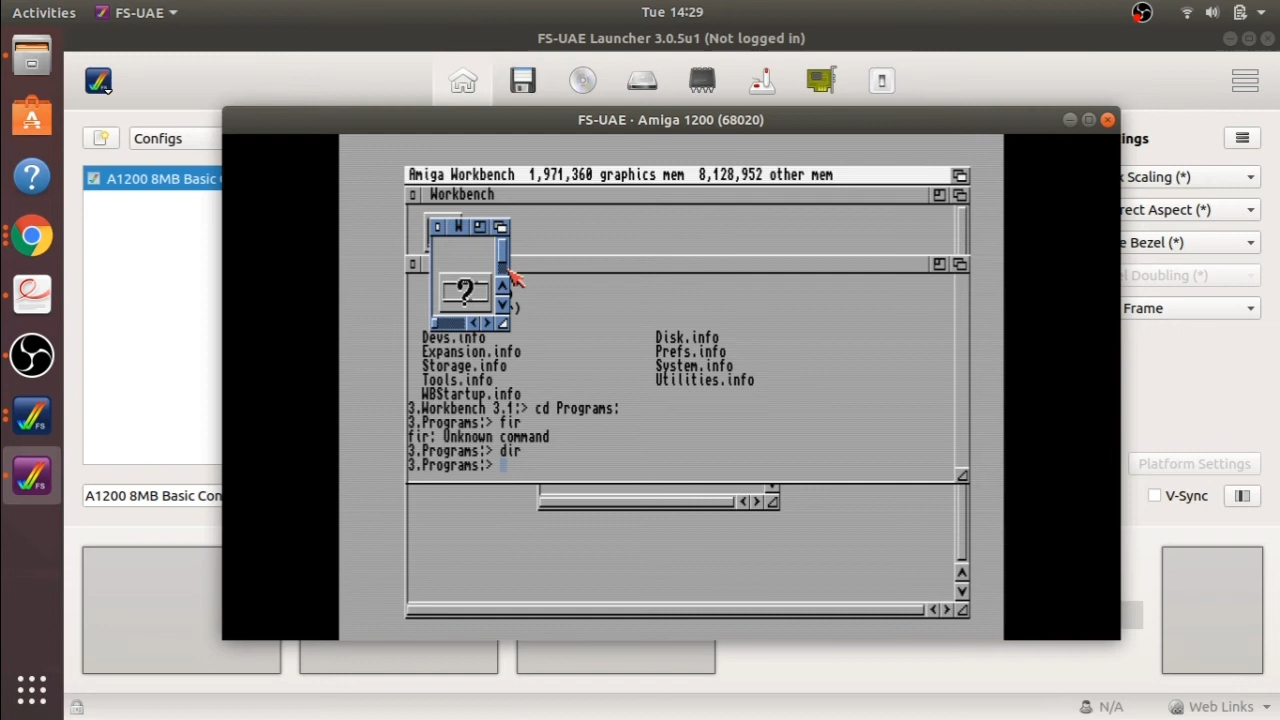 Activities FS-UAE Tue 14:29
FS-UAE Launcher 3.0.5u1 (Not logged in)
FS-UAE · Amiga 1200 (68020)
Configs
ings
A1200 8MB Basic
k Scaling (*)
rect Aspect (*)
e Bezel (*)
l Doubling (*)
Frame
Amiga Workbench 1,971,360 graphics mem 8,128,952 other mem
Workbench
W
?
)
Devs.info Disk.info
Expansion.info Prefs.info
Storage.info System.info
Tools.info Utilities.info
WBStartup.info
3.Workbench 3.1:> cd Programs:
3.Programs:> fir
fir: Unknown command
3.Programs:> dir
3.Programs:>
Platform Settings
A1200 8MB Basic Con
V-Sync
FS
FS
N/A Web Links